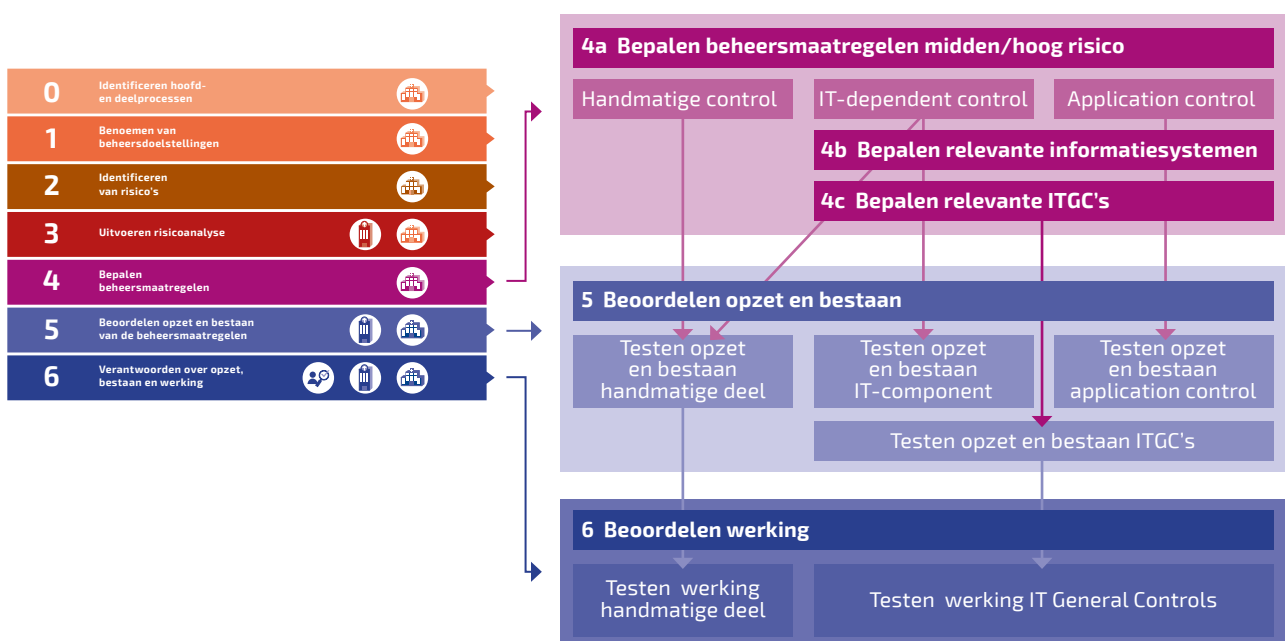 0
Identificeren hoofd-
en deelprocessen
1
Benoemen van
beheersdoelstellingen
2
Identificeren
van risico's
3
Uitvoeren risicoanalyse
4
Bepalen
beheersmaatregelen
5
Beoordelen opzet en bestaan
van de beheersmaatregelen
6
Verantwoorden over opzet,
bestaan en werking
4a Bepalen beheersmaatregelen midden/hoog risico
Handmatige control
IT-dependent control
Application control
4b Bepalen relevante informatiesystemen
4c Bepalen relevante ITGC's
5 Beoordelen opzet en bestaan
Testen opzet
en bestaan
handmatige deel
Testen opzet
en bestaan
IT-component
Testen opzet
en bestaan
application control
Testen opzet en bestaan ITGC's
6 Beoordelen werking
Testen werking
handmatige deel
Testen werking IT General Controls